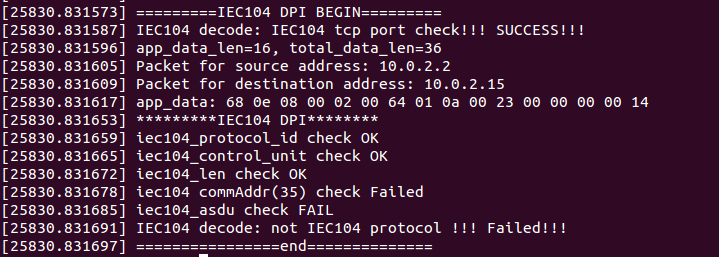 [25830.831573] =========IEC104 DPI BEGIN=========
[25830.831587] IEC104 decode: IEC104 tcp port check!!! SUCCESS!!!
[25830.831596] app_data_len=16, total_data_len=36
[25830.831605] Packet for source address: 10.0.2.2
[25830.831609] Packet for destination address: 10.0.2.15
[25830.831617] app_data: 68 0e 08 00 02 00 64 01 0a 00 23 00 00 00 00 14
[25830.831653] *********IEC104 DPI********
[25830.831659] iec104_protocol_id check OK
[25830.831665] iec104_control_unit check OK
[25830.831672] iec104_len check OK
[25830.831678] iec104 commAddr(35) check Failed
[25830.831685] iec104_asdu check FAIL
[25830.831691] IEC104 decode: not IEC104 protocol !!! Failed!!!
[25830.831697] ================end==============